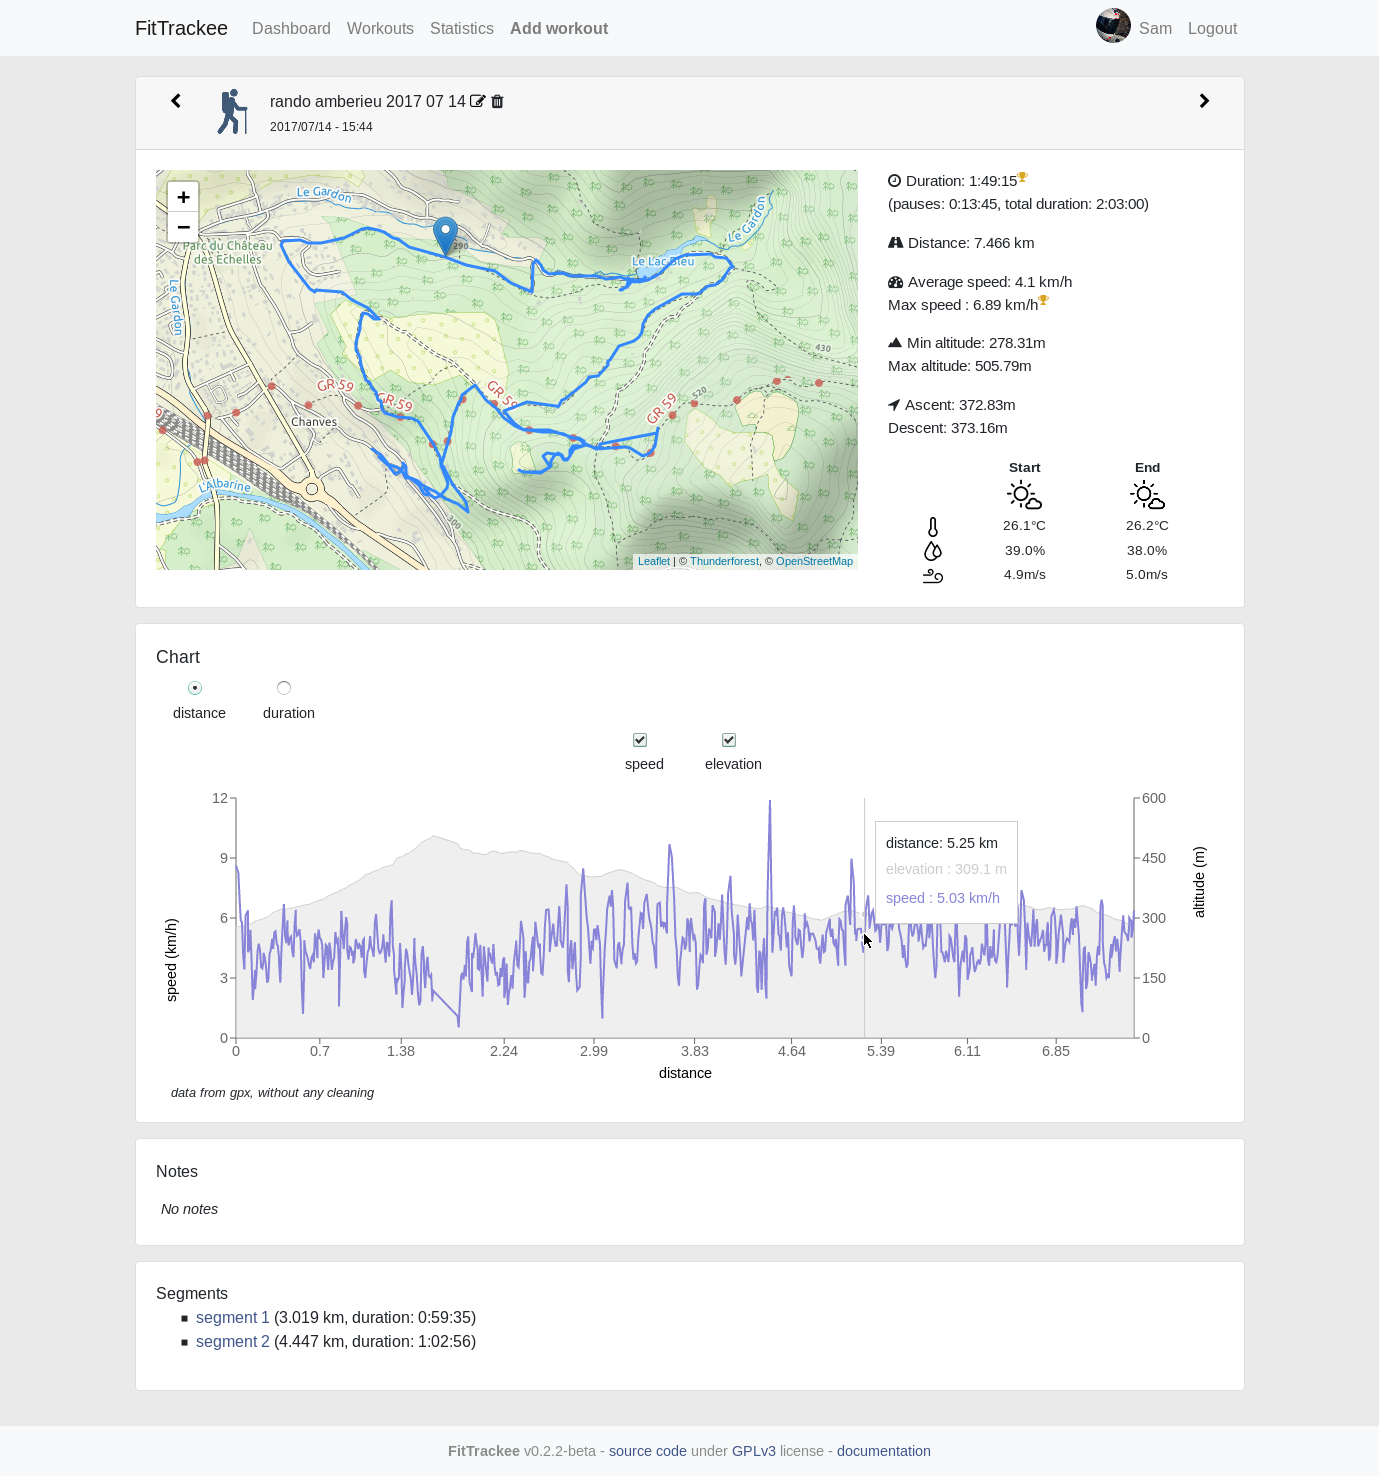 FitTrackee Dashboard Workouts Statistics Add workout Sam Logout
rando amberieu 2017 07 14
2017/07/14 - 15:44
+
−
Le Gardon
Parc du Château
des Échelles
Le Gardon
290
Le Lac Bleu
Le Gardon
430
GR 59
GR 59
GR 59
GR 59
520
Chanves
L'Albarine
300
9
Leaflet | © Thunderforest, © OpenStreetMap
Duration: 1:49:15
(pauses: 0:13:45, total duration: 2:03:00)
Distance: 7.466 km
Average speed: 4.1 km/h
Max speed : 6.89 km/h
Min altitude: 278.31m
Max altitude: 505.79m
Ascent: 372.83m
Descent: 373.16m
Start End
26.1°C 26.2°C
39.0% 38.0%
4.9m/s 5.0m/s
Chart
distance duration
speed elevation
12 600
9 450
6 300
3 150
0 0
speed (km/h)
altitude (m)
distance: 5.25 km
elevation : 309.1 m
speed : 5.03 km/h
0 0.7 1.38 2.24 2.99 3.83 4.64 5.39 6.11 6.85
distance
data from gpx, without any cleaning
Notes
No notes
Segments
segment 1 (3.019 km, duration: 0:59:35)
segment 2 (4.447 km, duration: 1:02:56)
FitTrackee v0.2.2-beta - source code under GPLv3 license - documentation